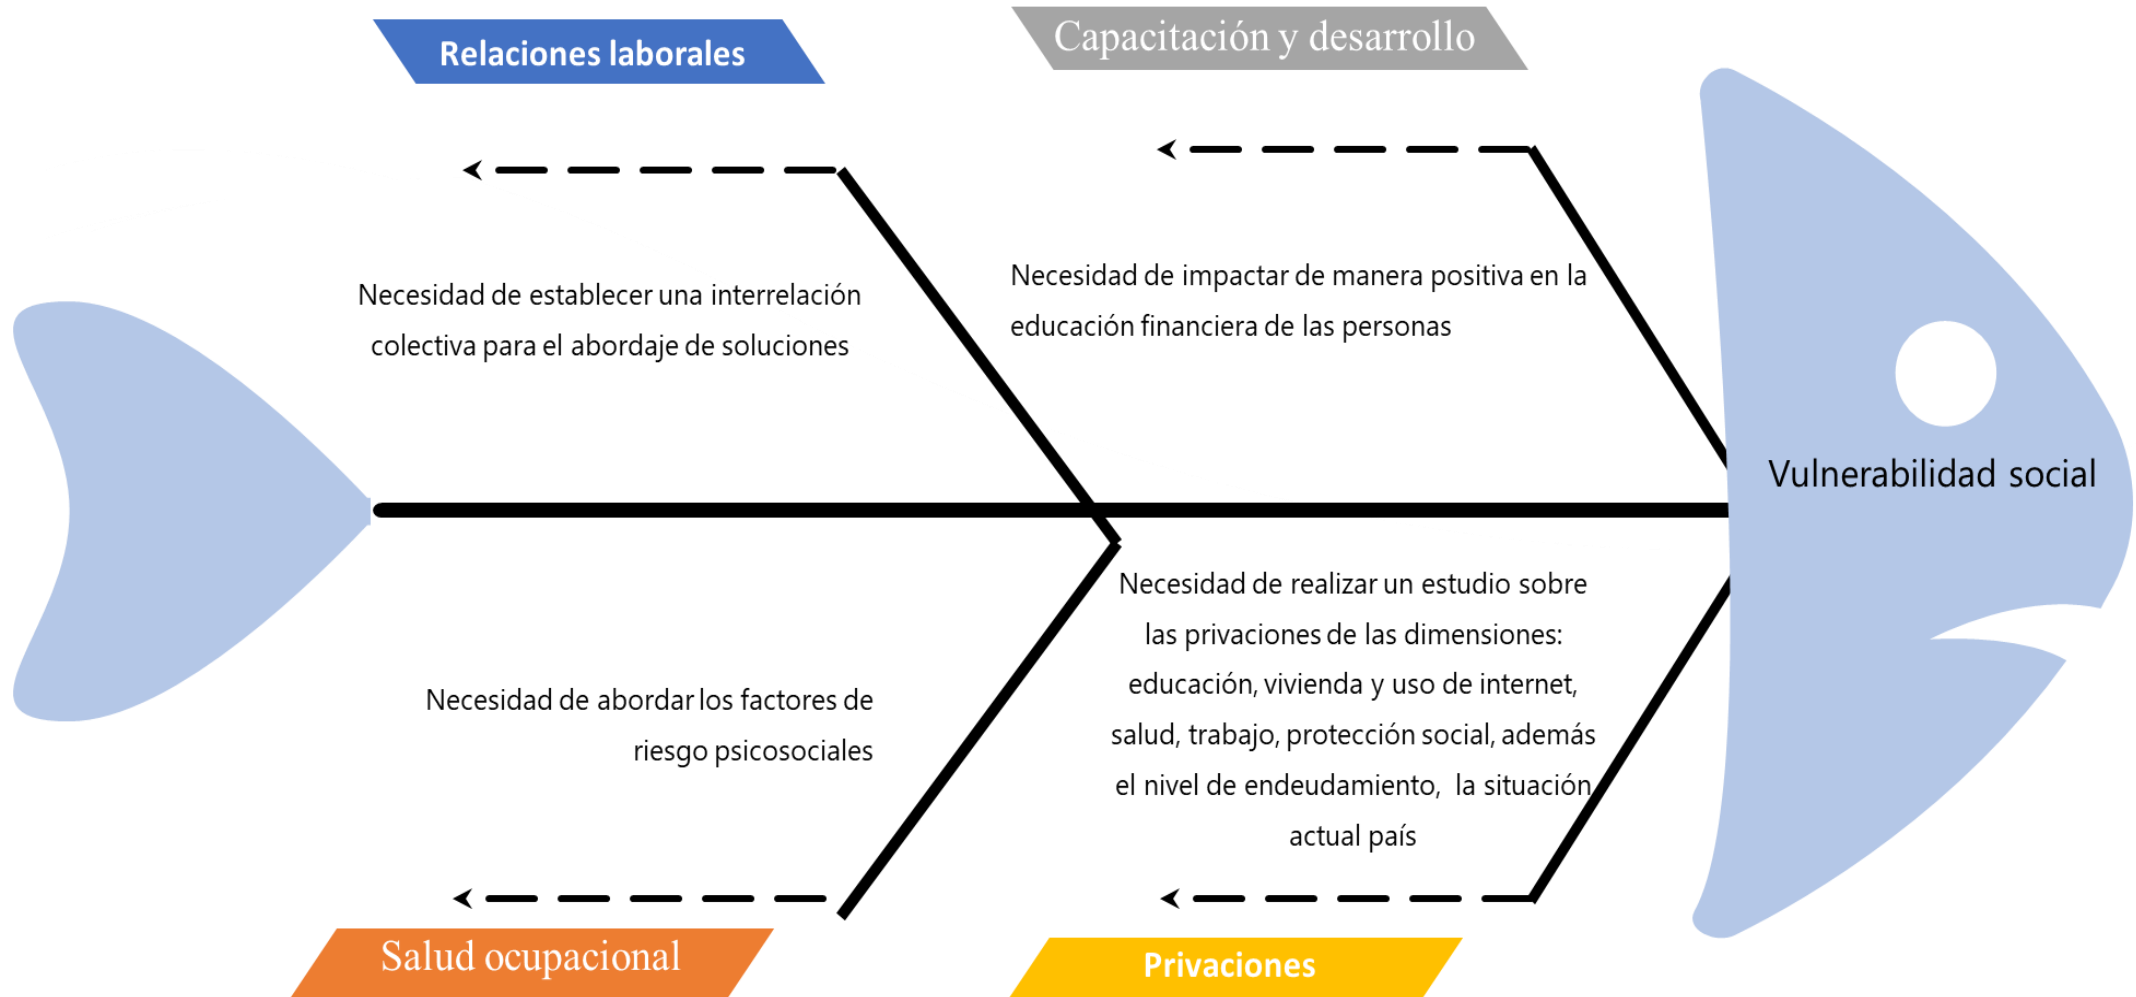 Relaciones laborales
Capacitación y desarrollo
Necesidad de establecer una interrelación
colectiva para el abordaje de soluciones
Necesidad de impactar de manera positiva en la
educación financiera de las personas
Vulnerabilidad social
Necesidad de abordar los factores de
riesgo psicosociales
Necesidad de realizar un estudio sobre
las privaciones de las dimensiones:
educación, vivienda y uso de internet,
salud, trabajo, protección social, además
el nivel de endeudamiento, la situación
actual país
Salud ocupacional
Privaciones